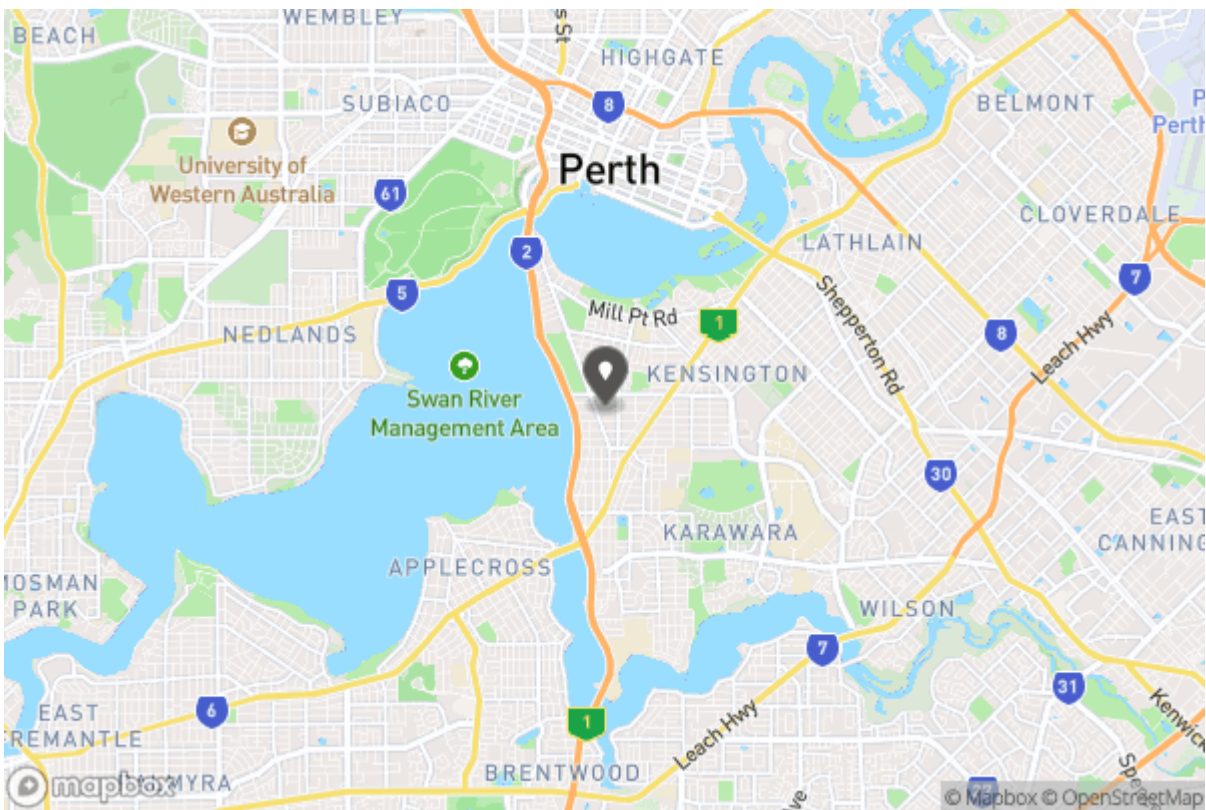 WEMBLEY
BEACH
HIGHGATE
SUBIACO
8
BELMONT
P
Perth
University of
Western Australia
Perth
61
CLOVERDALE
LATHLAIN
2
7
5
Mill Pt Rd
1
Shepperton Rd
8
Leach Hwy
NEDLANDS
KENSINGTON
Swan River
Management Area
30
EAST
CANNING
KARAWARA
APPLECROSS
MOSMAN
PARK
WILSON
7
31
6
EAST
FREMANTLE
1
Leach Hwy
Kenwick
BRENTWOOD
mapbox
© Mapbox © OpenStreetMap